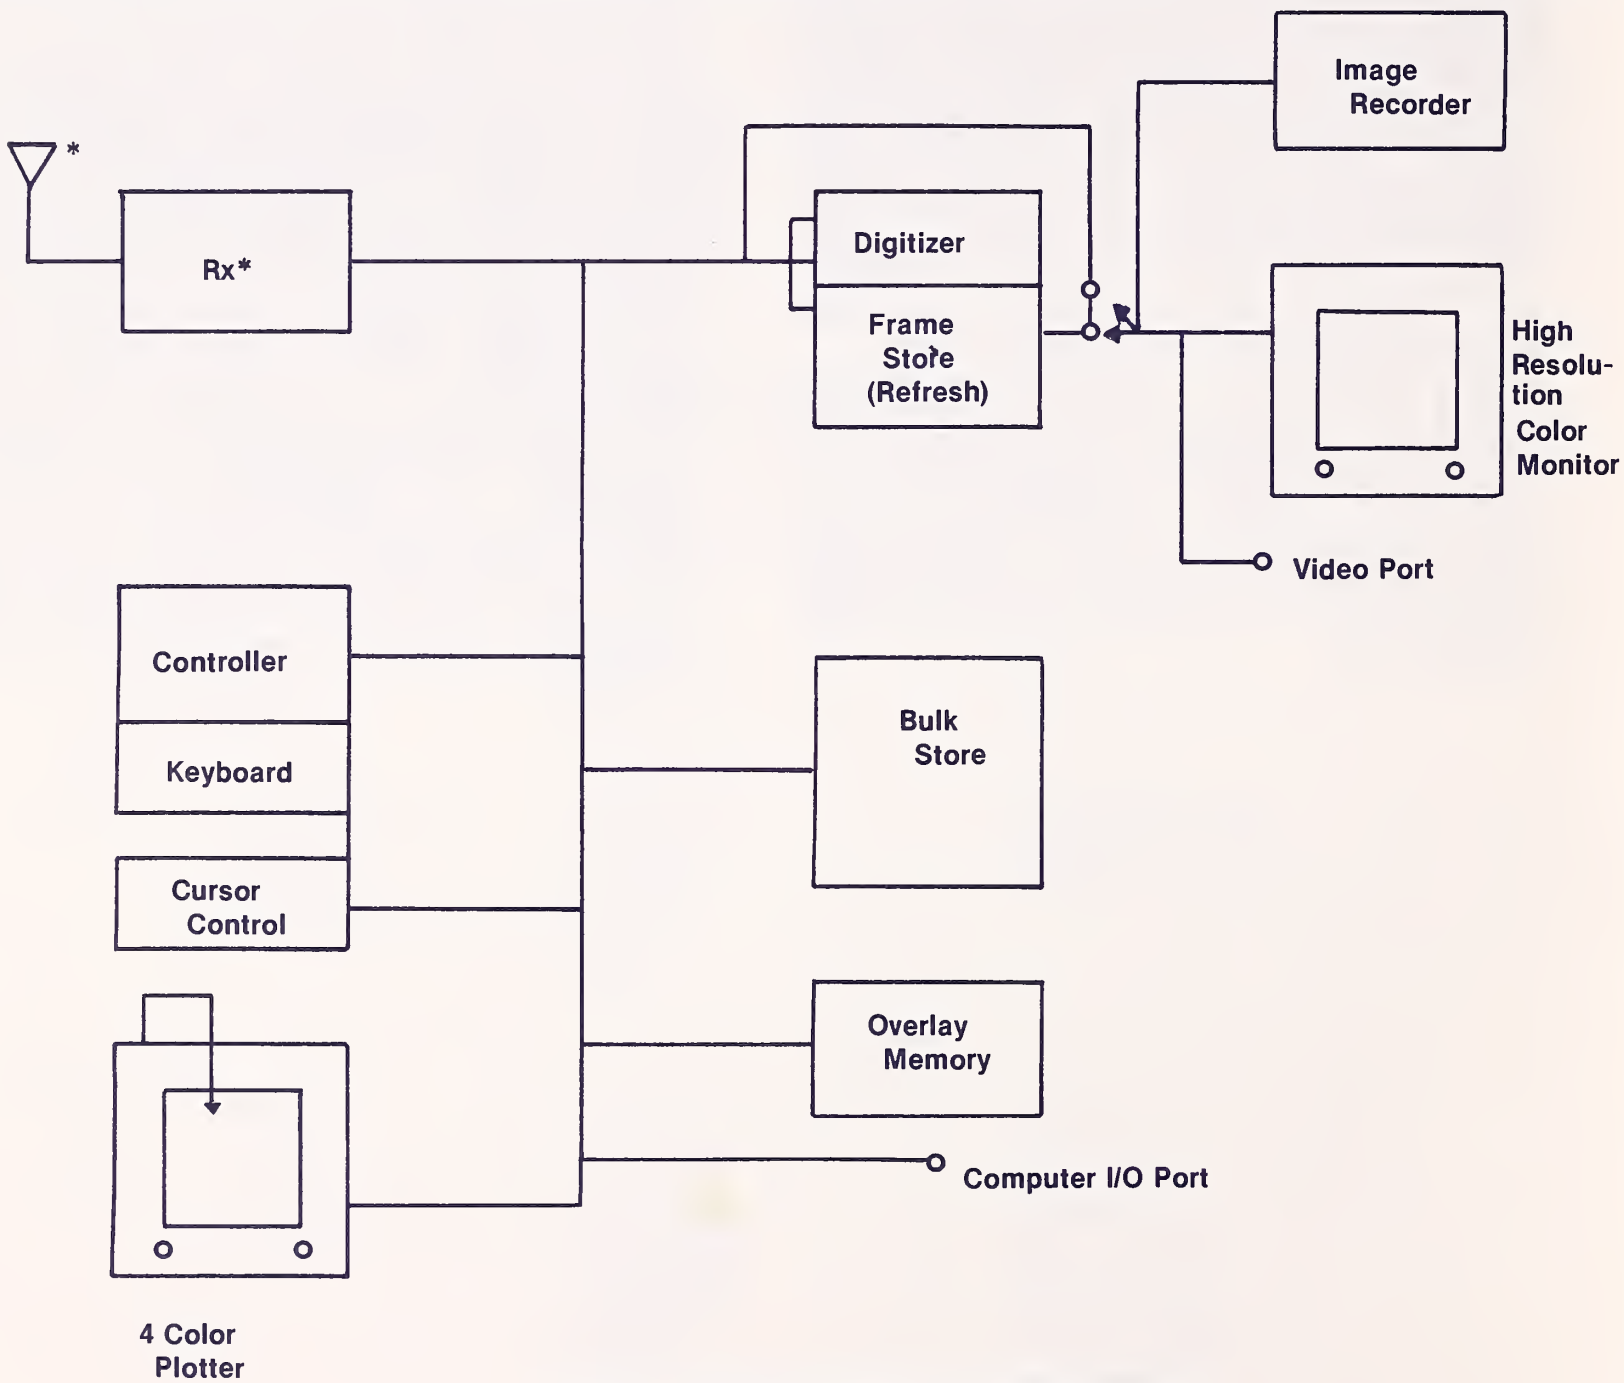 Image
Recorder
*
Rx*
Digitizer
Frame
Store
(Refresh)
High
Resolu-
tion
Color
Monitor
Video Port
Controller
Keyboard
Bulk
Store
Cursor
Control
Overlay
Memory
Computer I/O Port
4 Color
Plotter